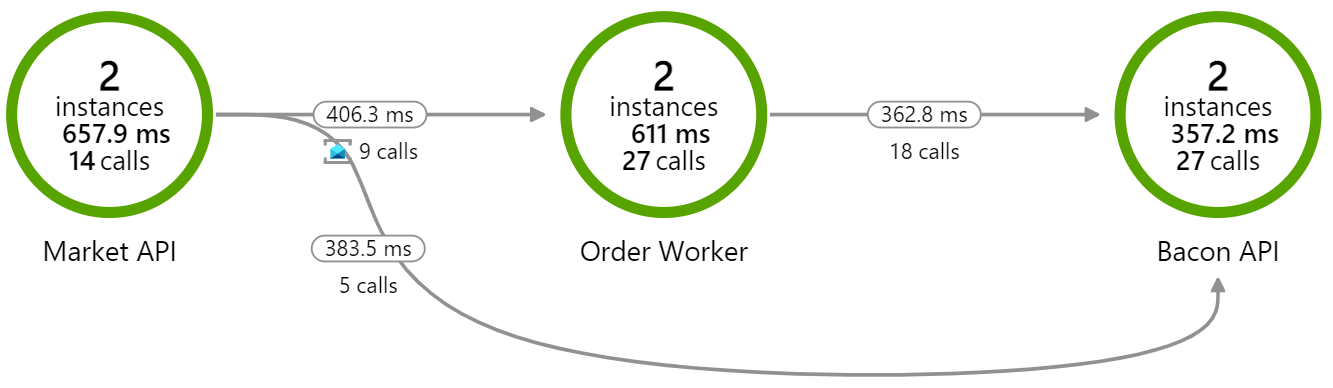 2
instances
657.9 ms
14 calls
Market API
406.3 ms
9 calls
383.5 ms
5 calls
2
instances
611 ms
27 calls
Order Worker
362.8 ms
18 calls
2
instances
357.2 ms
27 calls
Bacon API